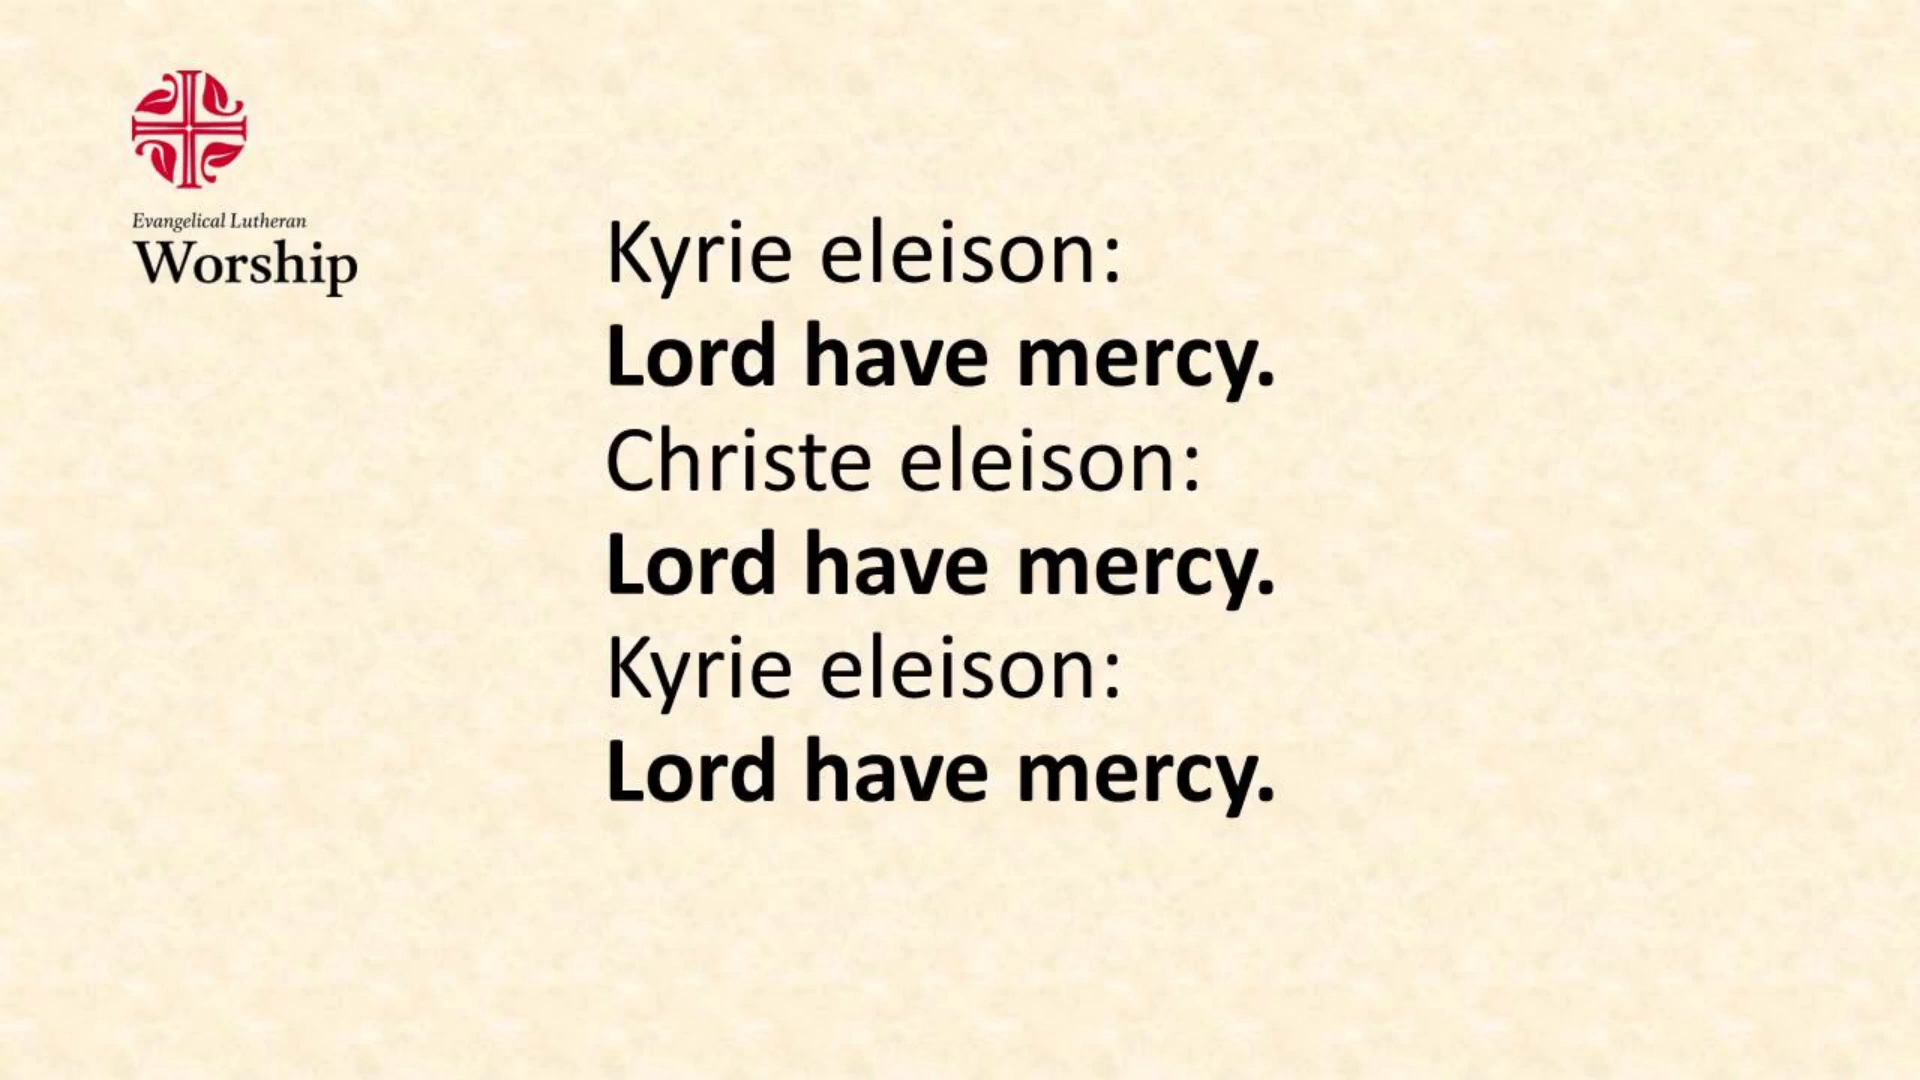 Evangelical Lutheran
Worship
Kyrie eleison:
Lord have mercy.
Christe eleison:
Lord have mercy.
Kyrie eleison:
Lord have mercy.